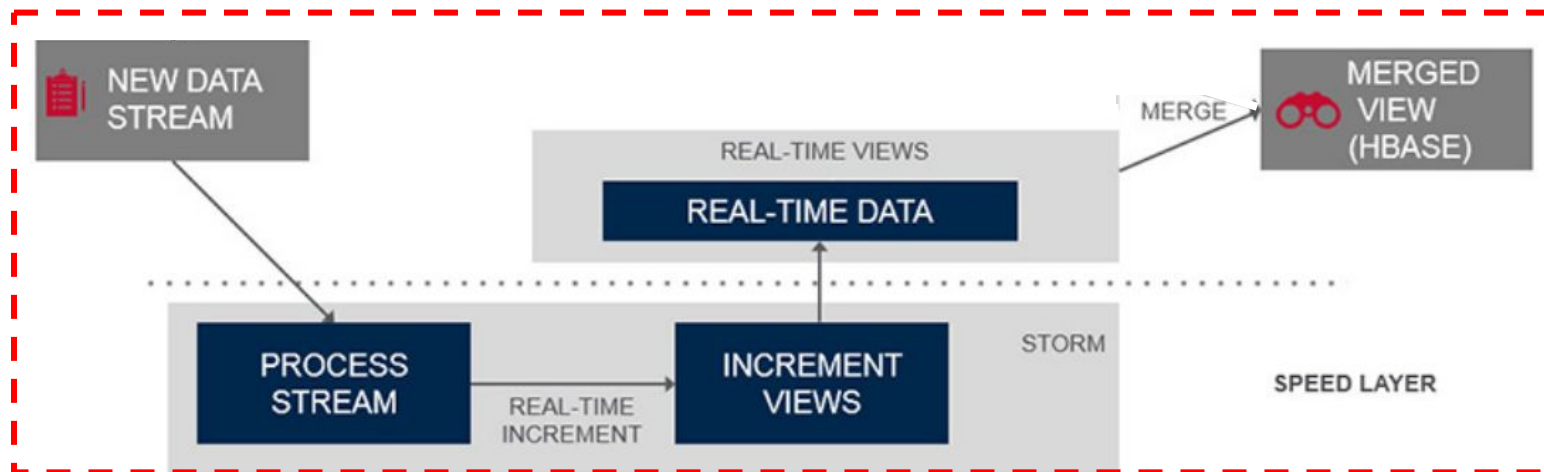 NEW DATA
STREAM
MERGED
VIEW
(HBASE)
MERGE
REAL-TIME VIEWS
REAL-TIME DATA
STORM
PROCESS
STREAM
REAL-TIME
INCREMENT
INCREMENT
VIEWS
SPEED LAYER